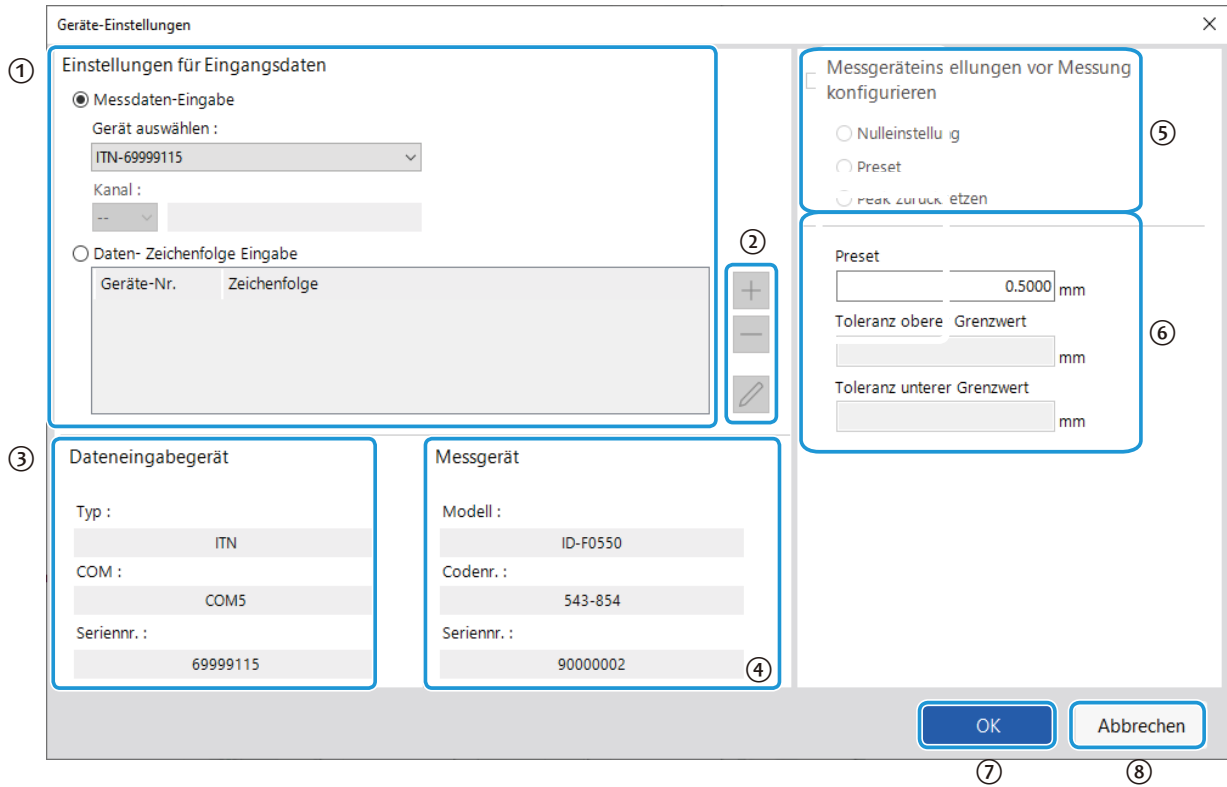 Geräte-Einstellungen
①
Einstellungen für Eingangsdaten
Messdaten-Eingabe
Gerät auswählen :
ITN-69999115
Kanal :
--
Daten- Zeichenfolge Eingabe
Geräte-Nr. Zeichenfolge
②
③
Dateneingabegerät
Typ :
ITN
COM :
COM5
Seriennr. :
69999115
Messgerät
Modell :
ID-F0550
Codenr. :
543-854
Seriennr. :
90000002
④
Messgeräteins ellungen vor Messung
konfigurieren
Nulleinstellu g
Preset
Peak zurück etzen
⑤
Preset
0.5000 mm
Toleranz obere Grenzwert
mm
Toleranz unterer Grenzwert
mm
⑥
OK
Abbrechen
⑦
⑧